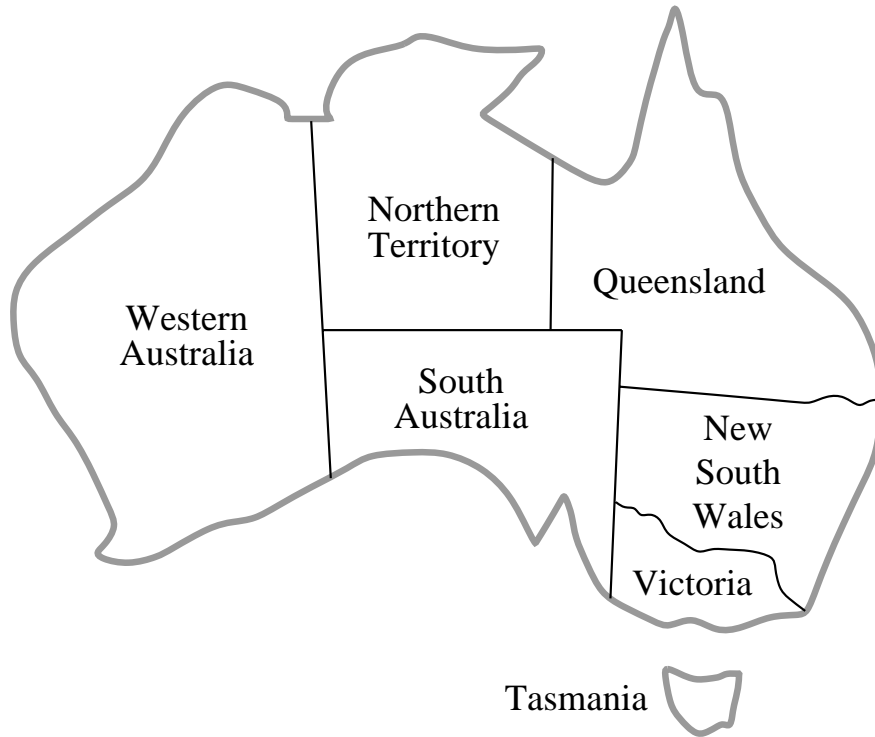 Northern
Territory
Queensland
Western
Australia
South
Australia
New
South
Wales
Victoria
Tasmania